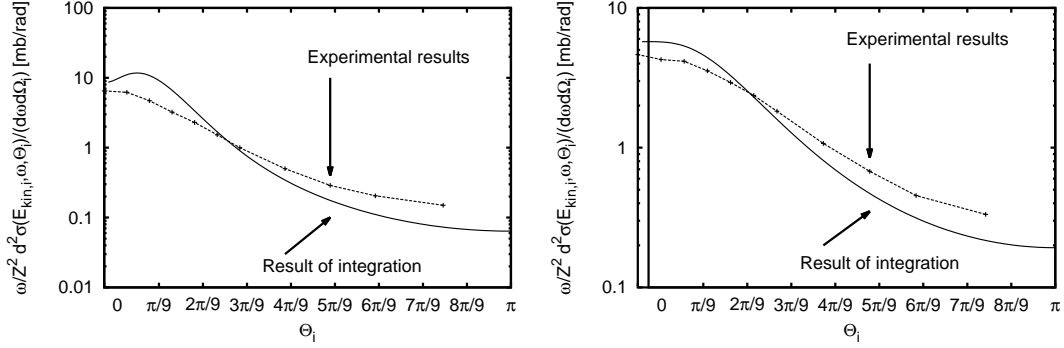 ω/Z² d²σ(E_kin,i,ω,Θ_i)/(dωdΩ_i) [mb/rad]
100
10
1
0.1
0.01
Experimental results
Result of integration
0 π/9 2π/9 3π/9 4π/9 5π/9 6π/9 7π/9 8π/9 π
Θ_i
ω/Z² d²σ(E_kin,i,ω,Θ_i)/(dωdΩ_i) [mb/rad]
10
1
0.1
Experimental results
Result of integration
0 π/9 2π/9 3π/9 4π/9 5π/9 6π/9 7π/9 8π/9 π
Θ_i